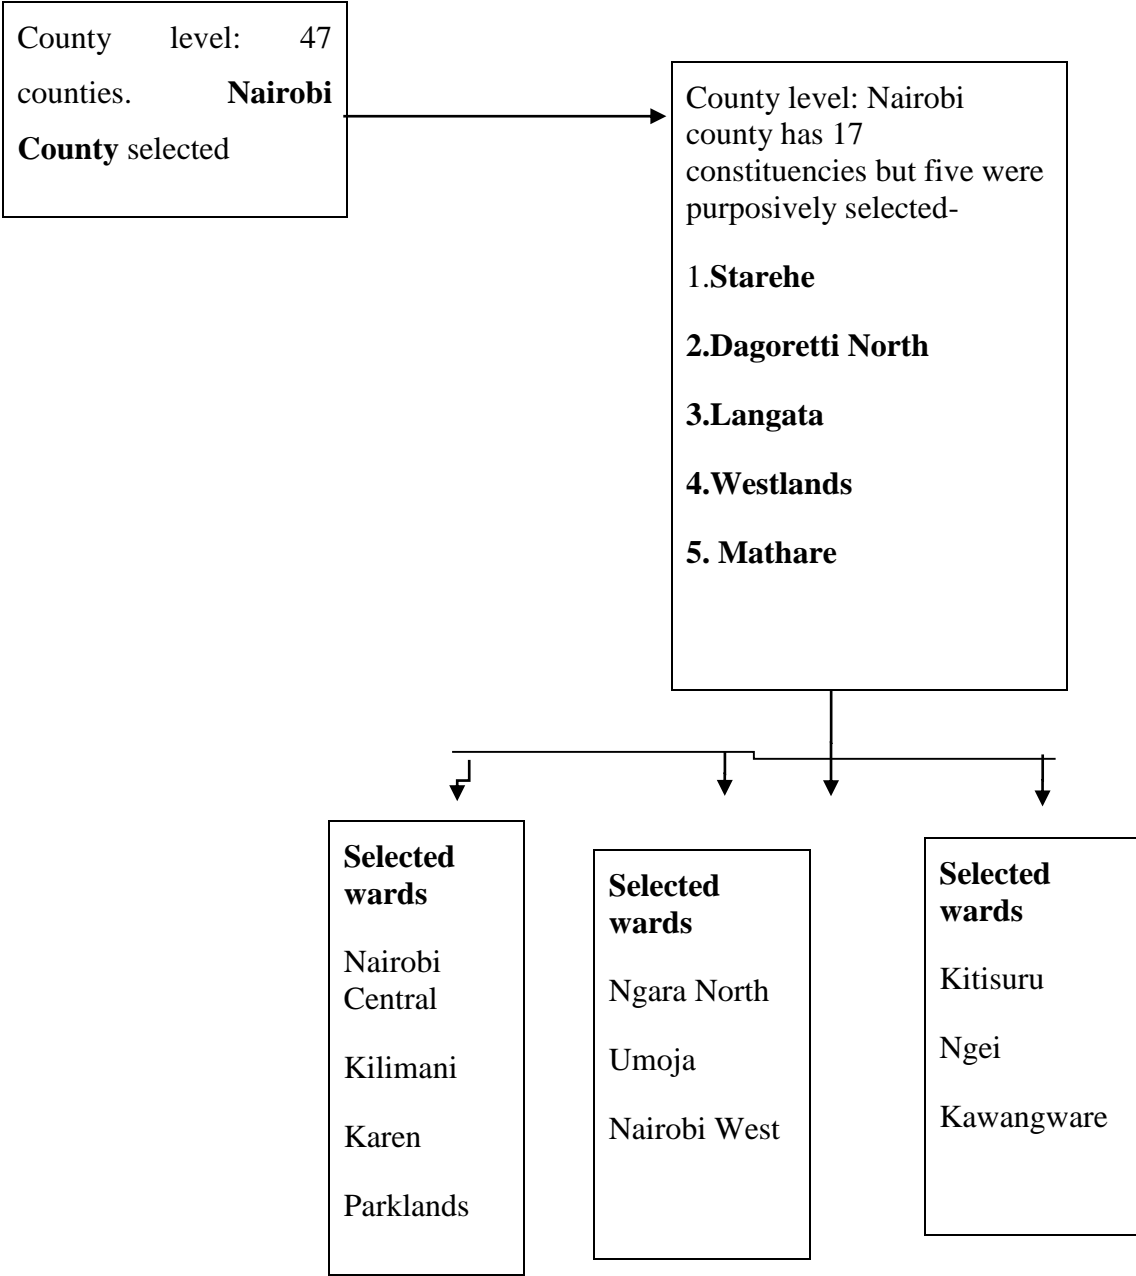 County level: 47
counties. Nairobi
County selected
County level: Nairobi
county has 17
constituencies but five were
purposively selected-
1.Starehe
2.Dagoretti North
3.Langata
4.Westlands
5. Mathare
Selected
wards
Nairobi
Central
Kilimani
Karen
Parklands
Selected
wards
Ngara North
Umoja
Nairobi West
Selected
wards
Kitisuru
Ngei
Kawangware